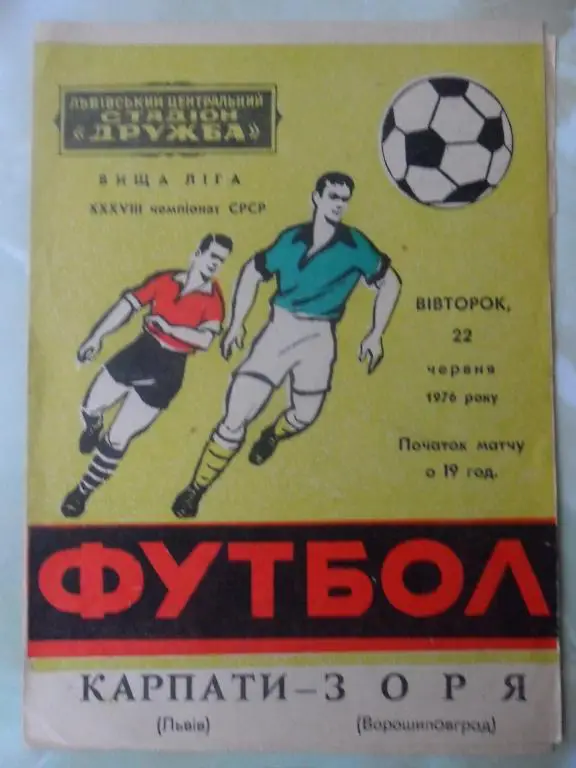 ЛЬВІВСЬКИЙ ЦЕНТРАЛЬНИЙ
СТАДІОН
«ДРУЖБА»
ВИЩА ЛІГА
XXXVIII чемпіонат СРСР
ВІВТОРОК,
22
червня
1976 року
Початок матчу
о 19 год.
ФУТБОЛ
КАРПАТИ – ЗОРЯ
(Львів) (Ворошиловград)